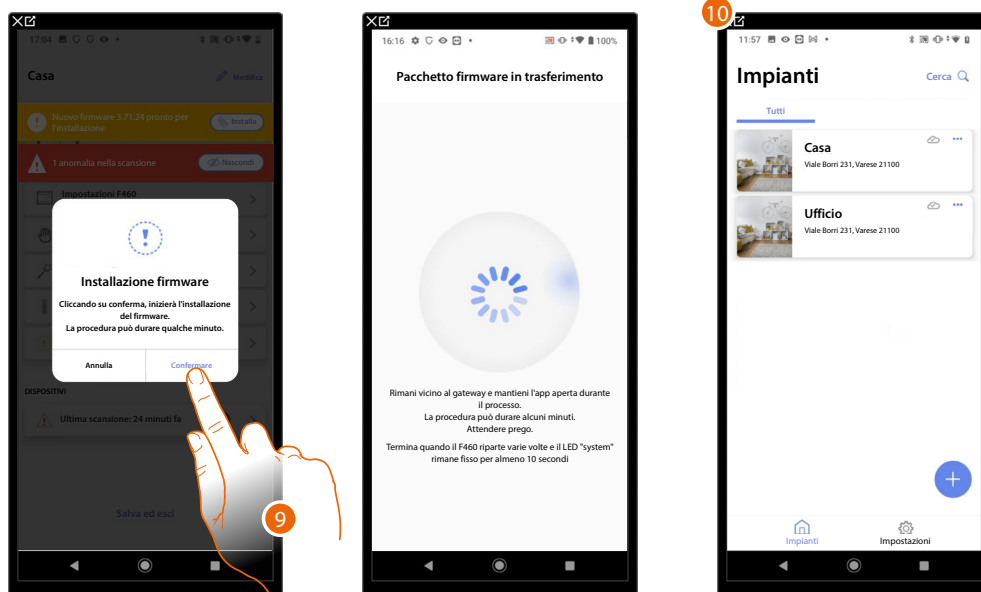 17:04
Casa
Modifica
Nuovo firmware 3.71.24 pronto per
l'installazione
Installa
1 anomalia nella scansione
Nascondi
Impostazioni F460
Installazione firmware
Cliccando su conferma, inizierà l'installazione
del firmware.
La procedura può durare qualche minuto.
Annulla
Confermare
DISPOSITIVI
Ultima scansione: 24 minuti fa
Salva ed esci
9
16:16
100%
Pacchetto firmware in trasferimento
Rimani vicino al gateway e mantieni l'app aperta durante
il processo.
La procedura può durare alcuni minuti.
Attendere prego.
Termina quando il F460 riparte varie volte e il LED "system"
rimane fisso per almeno 10 secondi
10
11:57
Impianti
Cerca
Tutti
Casa
Viale Borri 231, Varese 21100
Ufficio
Viale Borri 231, Varese 21100
Impianti
Impostazioni